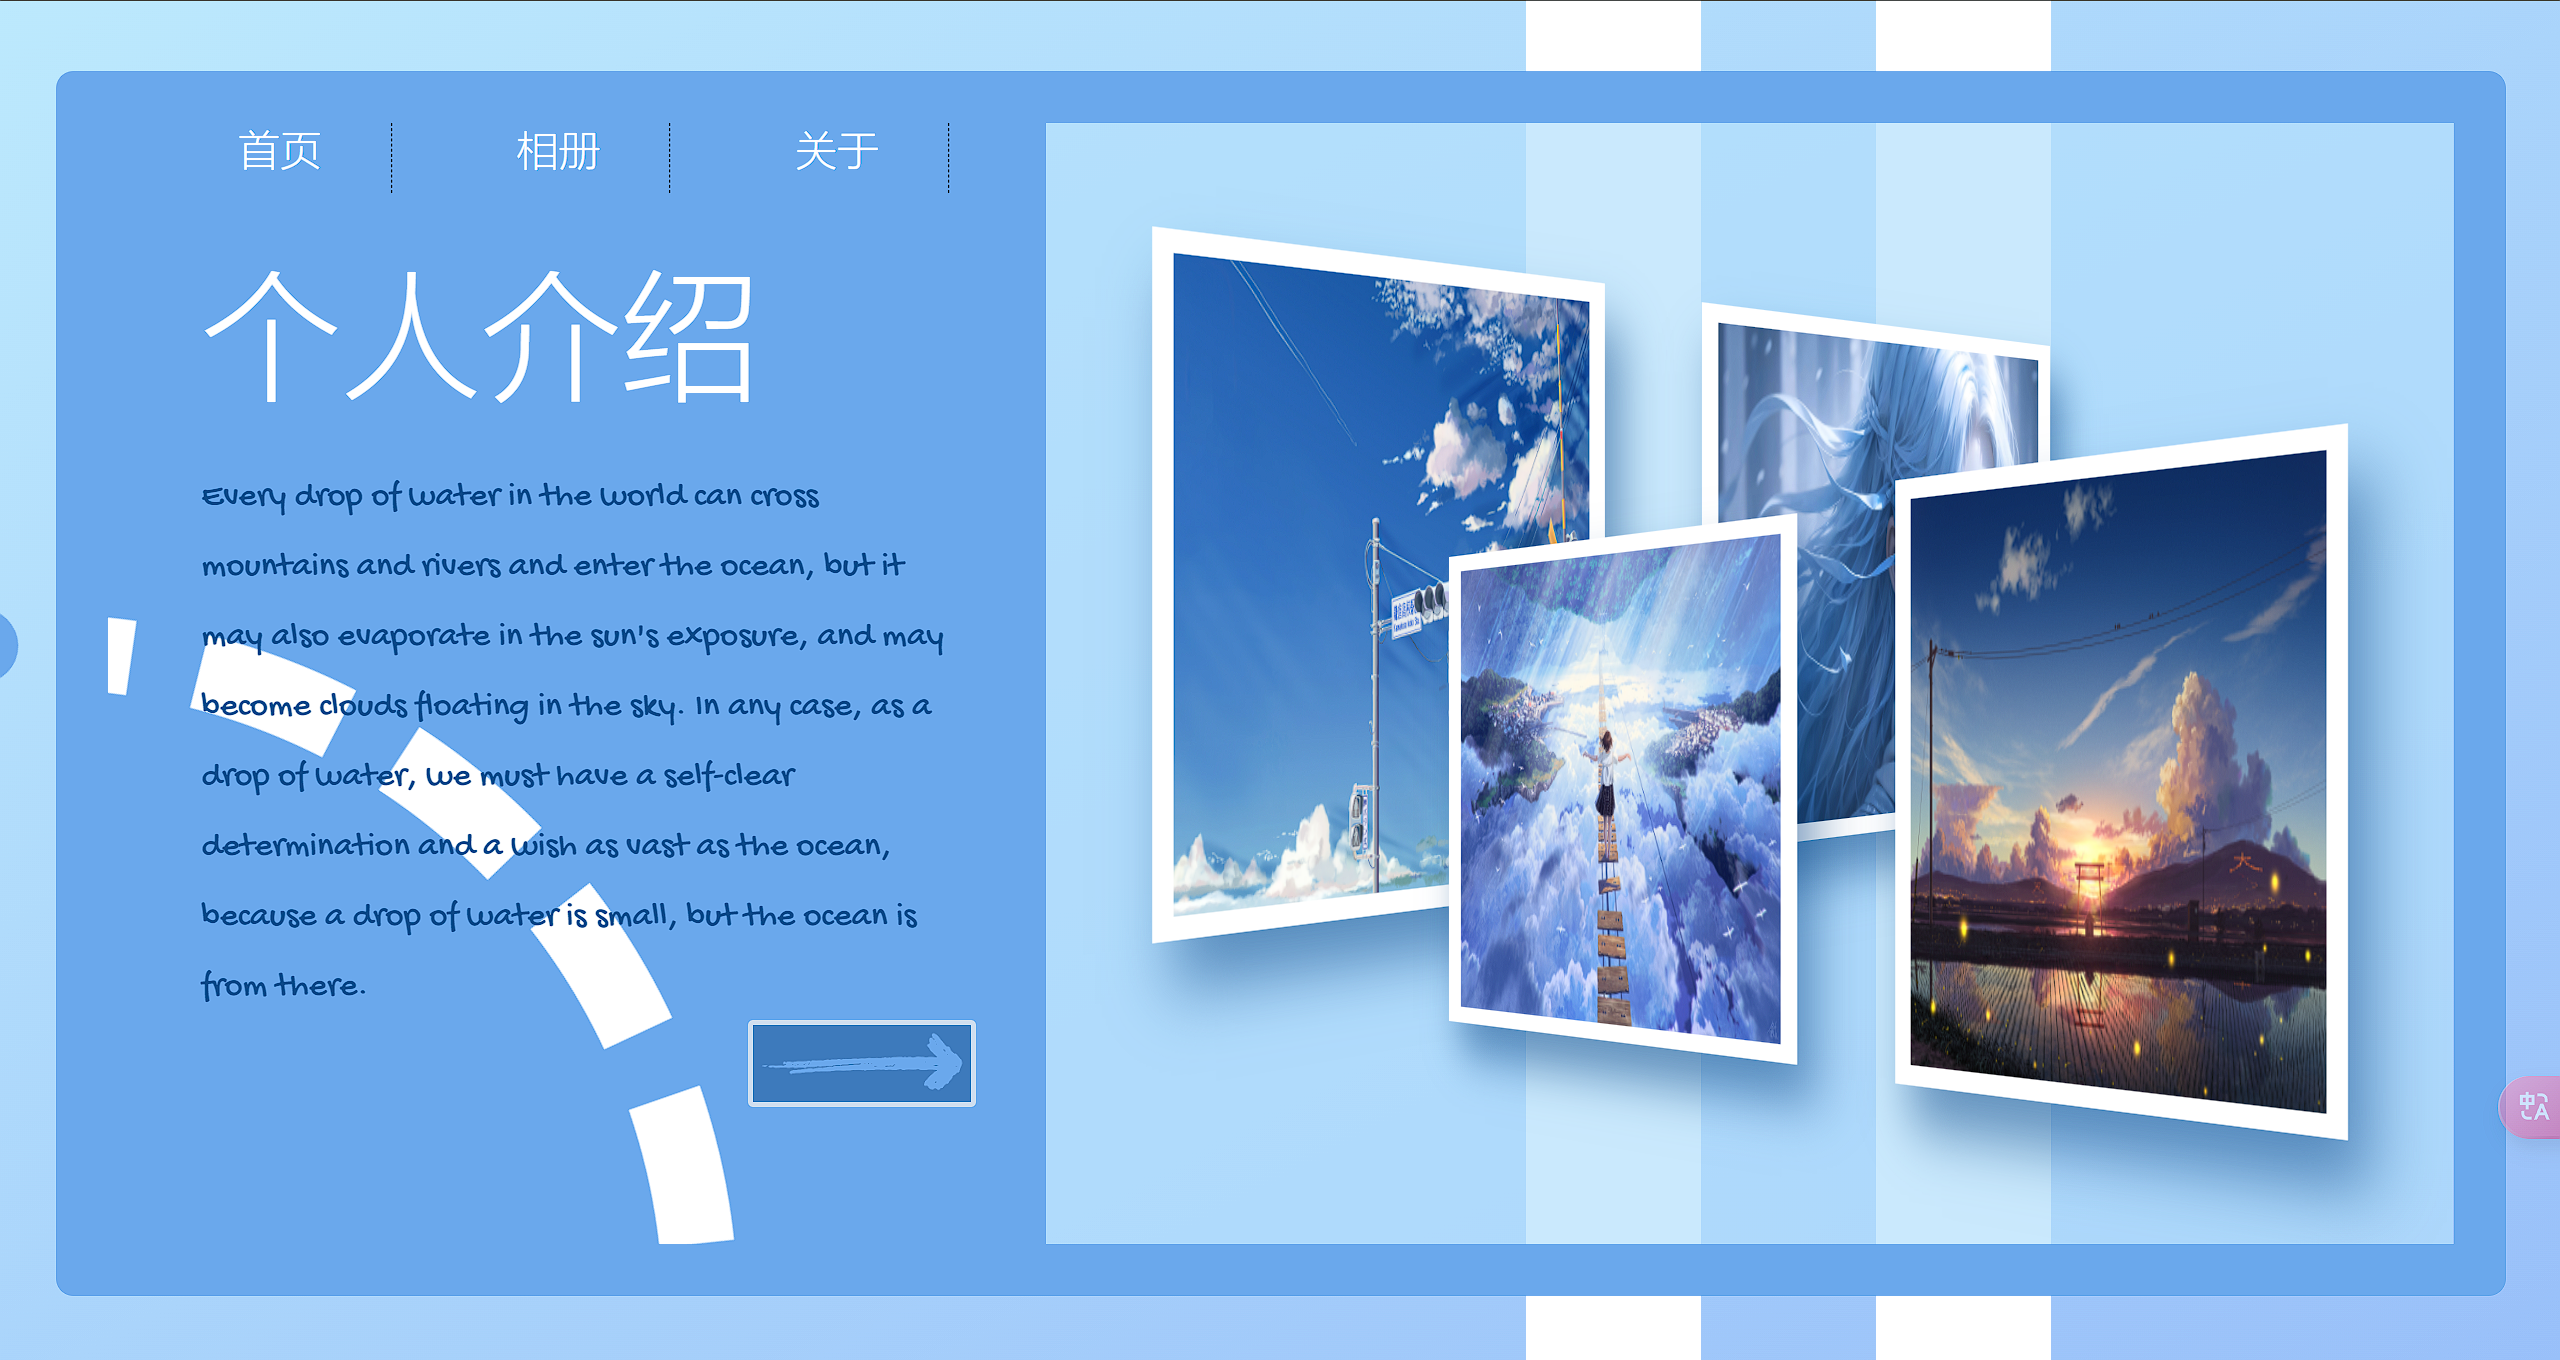 首页
相册
关于
个人介绍
Every drop of water in the world can cross
mountains and rivers and enter the ocean, but it
may also evaporate in the sun's exposure, and may
become clouds floating in the sky. In any case, as a
drop of water, we must have a self-clear
determination and a wish as vast as the ocean,
because a drop of water is small, but the ocean is
from there.
大
中
A